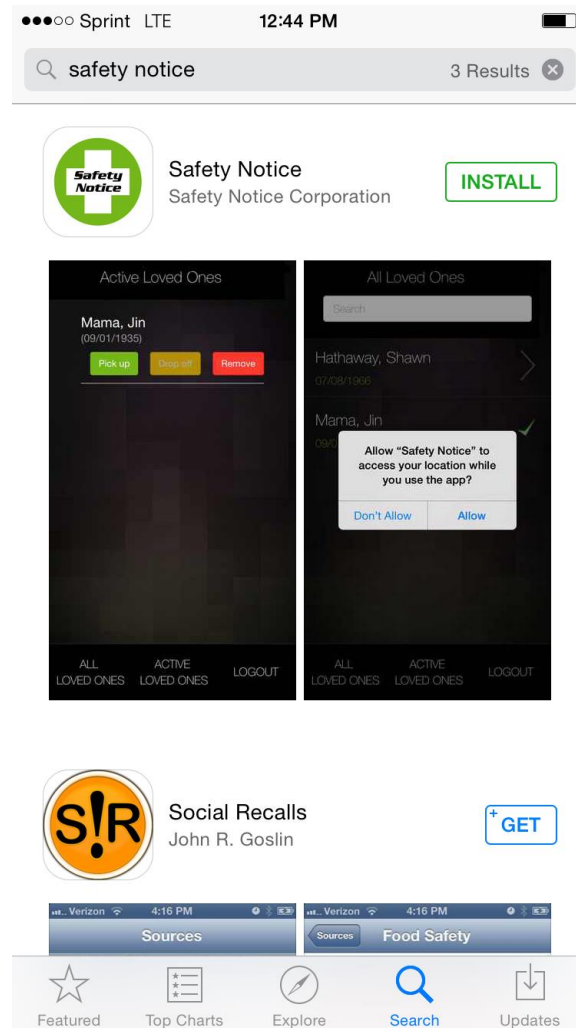 Sprint LTE 12:44 PM
safety notice 3 Results
Safety Notice
Safety Notice
Safety Notice Corporation
INSTALL
Active Loved Ones
Mama, Jin
(09/01/1935)
Pick up Drop off Remove
ALL LOVED ONES
ACTIVE LOVED ONES
LOGOUT
All Loved Ones
Search
Hathaway, Shawn
07/08/1966
Mama, Jin
09/0
Allow "Safety Notice" to
access your location while
you use the app?
Don't Allow Allow
ALL LOVED ONES
ACTIVE LOVED ONES
LOGOUT
S!R
Social Recalls
John R. Goslin
+ GET
Verizon 4:16 PM
Sources
Verizon 4:16 PM
Sources Food Safety
Featured Top Charts Explore Search Updates